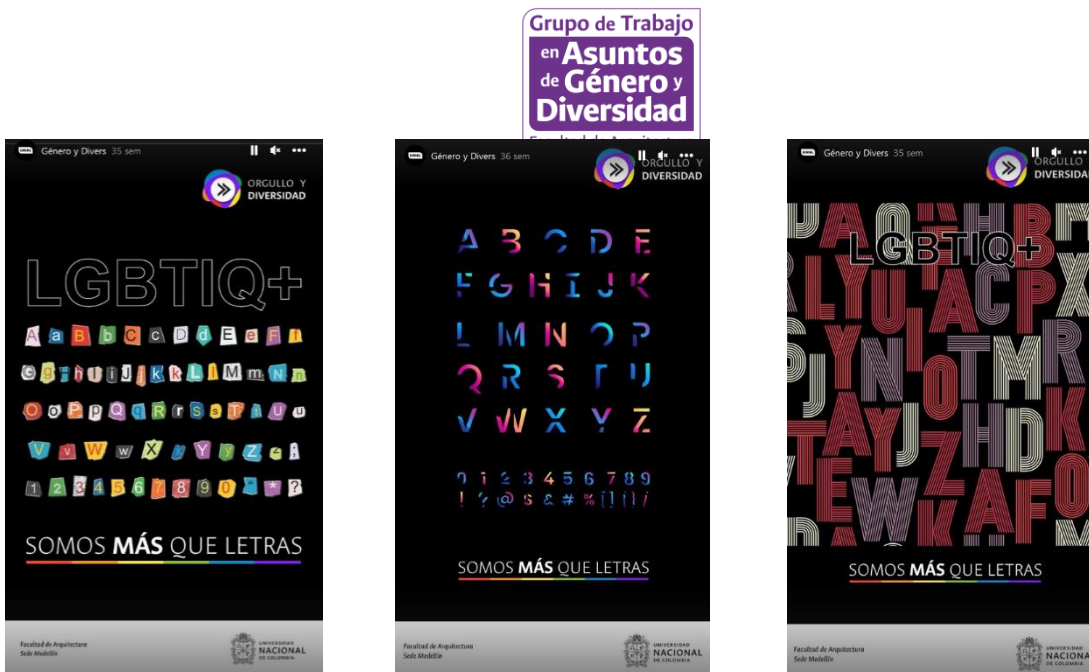 Grupo de Trabajo
en Asuntos
de Género y
Diversidad
Género y Divers 35 sem
ORGULLO Y
DIVERSIDAD
LGBTIQ+
A a B b C c D d E e F f
G g h U i J j k k L l M m N n
O o P p Q q R r S s T t U u
V v W w X x Y y Z z &
1 2 3 4 5 6 7 8 9 0 * ?
SOMOS MÁS QUE LETRAS
Facultad de Arquitectura
Sede Medellín
UNIVERSIDAD
NACIONAL
DE COLOMBIA
Género y Divers 36 sem
ORGULLO Y
DIVERSIDAD
A B C D E
F G H I J K
L M N O P
Q R S T U
V W X Y Z
0 1 2 3 4 5 6 7 8 9
! ? @ $ & # % [ ] ( ) /
SOMOS MÁS QUE LETRAS
Facultad de Arquitectura
Sede Medellín
UNIVERSIDAD
NACIONAL
DE COLOMBIA
Género y Divers 35 sem
ORGULLO Y
DIVERSIDAD
LGBTIQ+
SOMOS MÁS QUE LETRAS
Facultad de Arquitectura
Sede Medellín
UNIVERSIDAD
NACIONAL
DE COLOMBIA